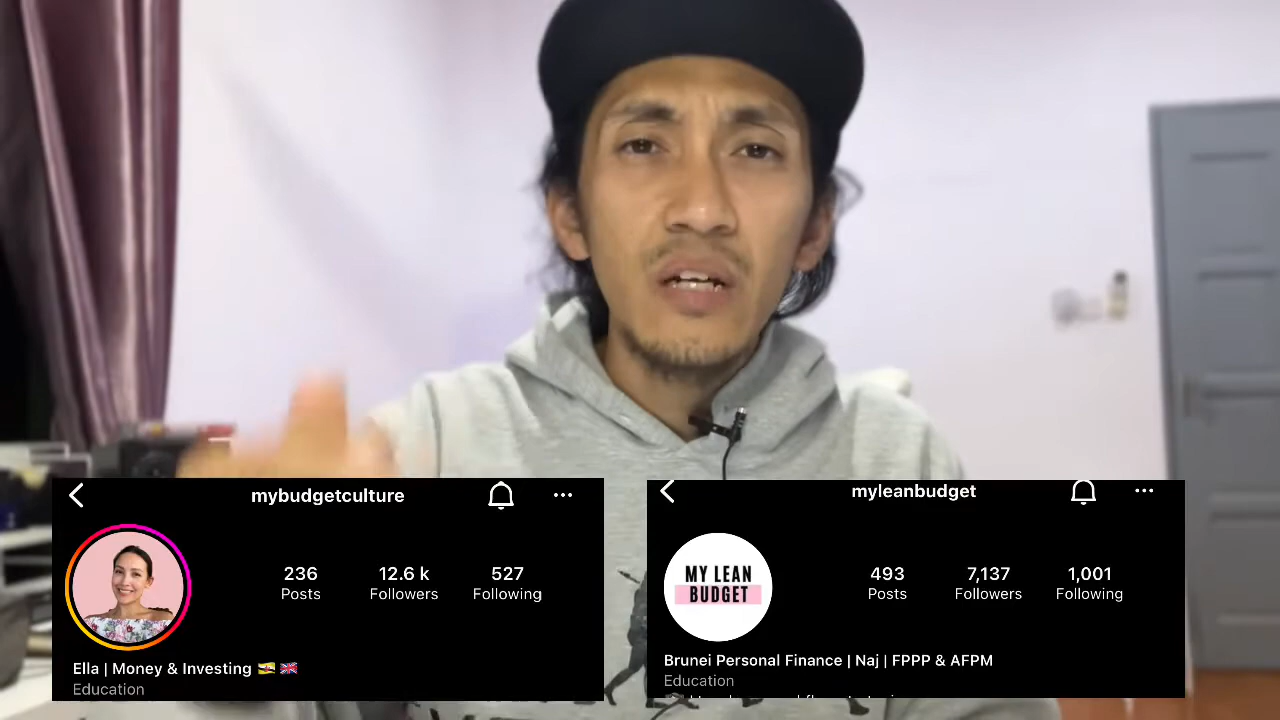 mybudgetculture
236
12.6 k
527
Posts
Followers
Following
Ella | Money & Investing
Education
myleanbudget
MY LEAN
BUDGET
493
7,137
1,001
Posts
Followers
Following
Brunei Personal Finance | Naj | FPPP & AFPM
Education